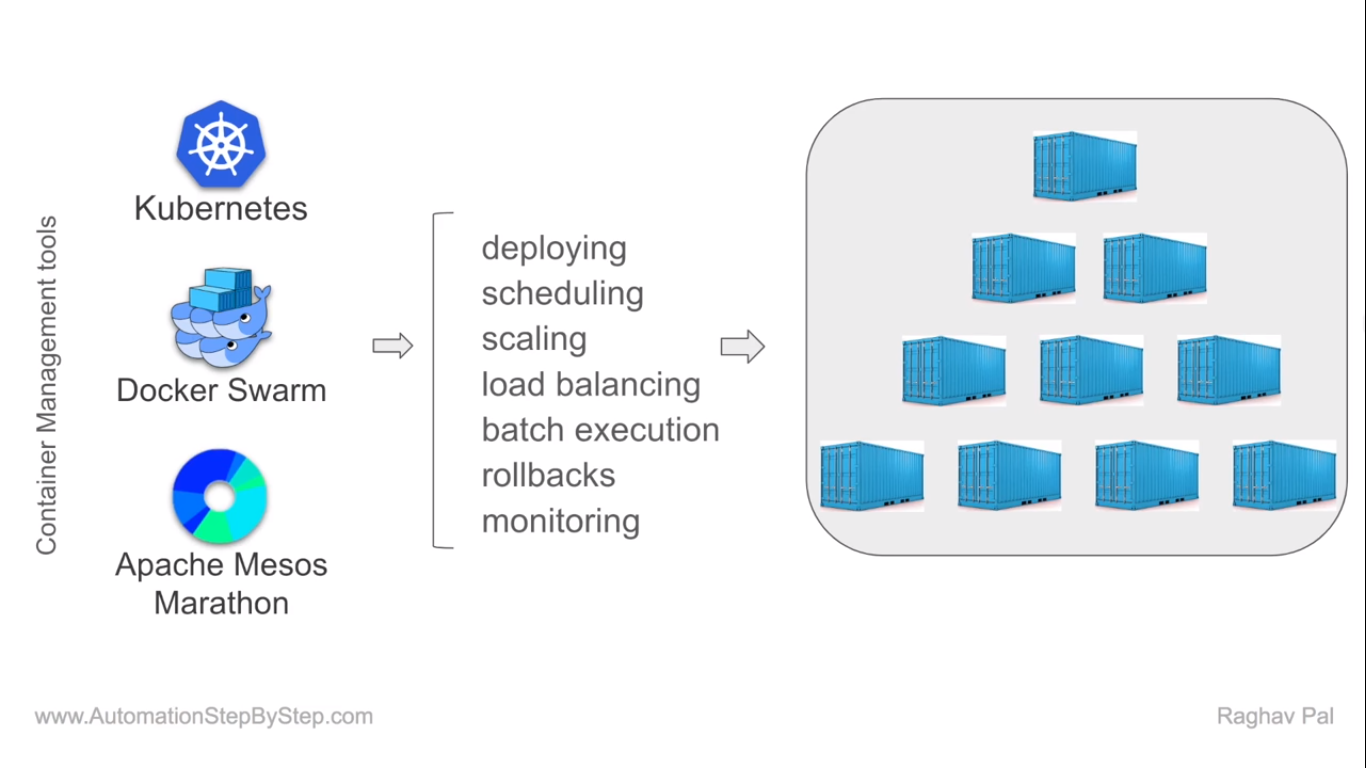 Container Management tools
Kubernetes
Docker Swarm
Apache Mesos
Marathon
deploying
scheduling
scaling
load balancing
batch execution
rollbacks
monitoring
www.AutomationStepByStep.com
Raghav Pal